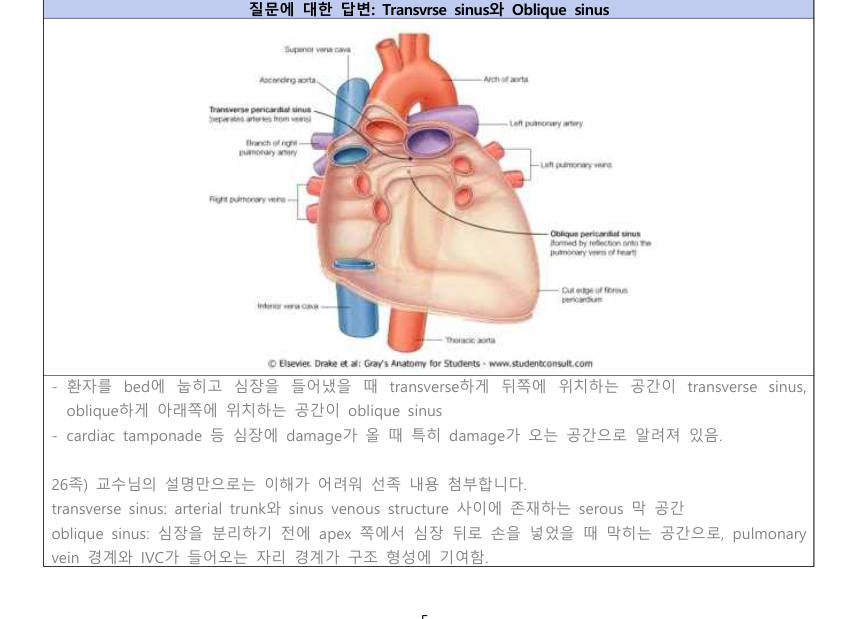 질문에 대한 답변: Transvrse sinus와 Oblique sinus
Superior vena cava
Ascending aorta
Arch of aorta
Transverse pericardial sinus
(separates arteries from veins)
Left pulmonary artery
Branch of right
pulmonary artery
Left pulmonary veins
Right pulmonary veins
Oblique pericardial sinus
(formed by reflection onto the
pulmonary veins of heart)
Cut edge of fibrous
pericardium
Inferior vena cava
Thoracic aorta
© Elsevier. Drake et al: Gray's Anatomy for Students - www.studentconsult.com
- 환자를 bed에 눕히고 심장을 들어냈을 때 transverse하게 뒤쪽에 위치하는 공간이 transverse sinus,
oblique하게 아래쪽에 위치하는 공간이 oblique sinus
- cardiac tamponade 등 심장에 damage가 올 때 특히 damage가 오는 공간으로 알려져 있음.
26족) 교수님의 설명만으로는 이해가 어려워 선족 내용 첨부합니다.
transverse sinus: arterial trunk와 sinus venous structure 사이에 존재하는 serous 막 공간
oblique sinus: 심장을 분리하기 전에 apex 쪽에서 심장 뒤로 손을 넣었을 때 막히는 공간으로, pulmonary
vein 경계와 IVC가 들어오는 자리 경계가 구조 형성에 기여함.